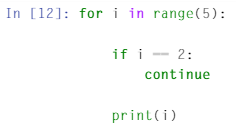 In [12]: for i in range(5):
if i == 2:
continue
print(i)